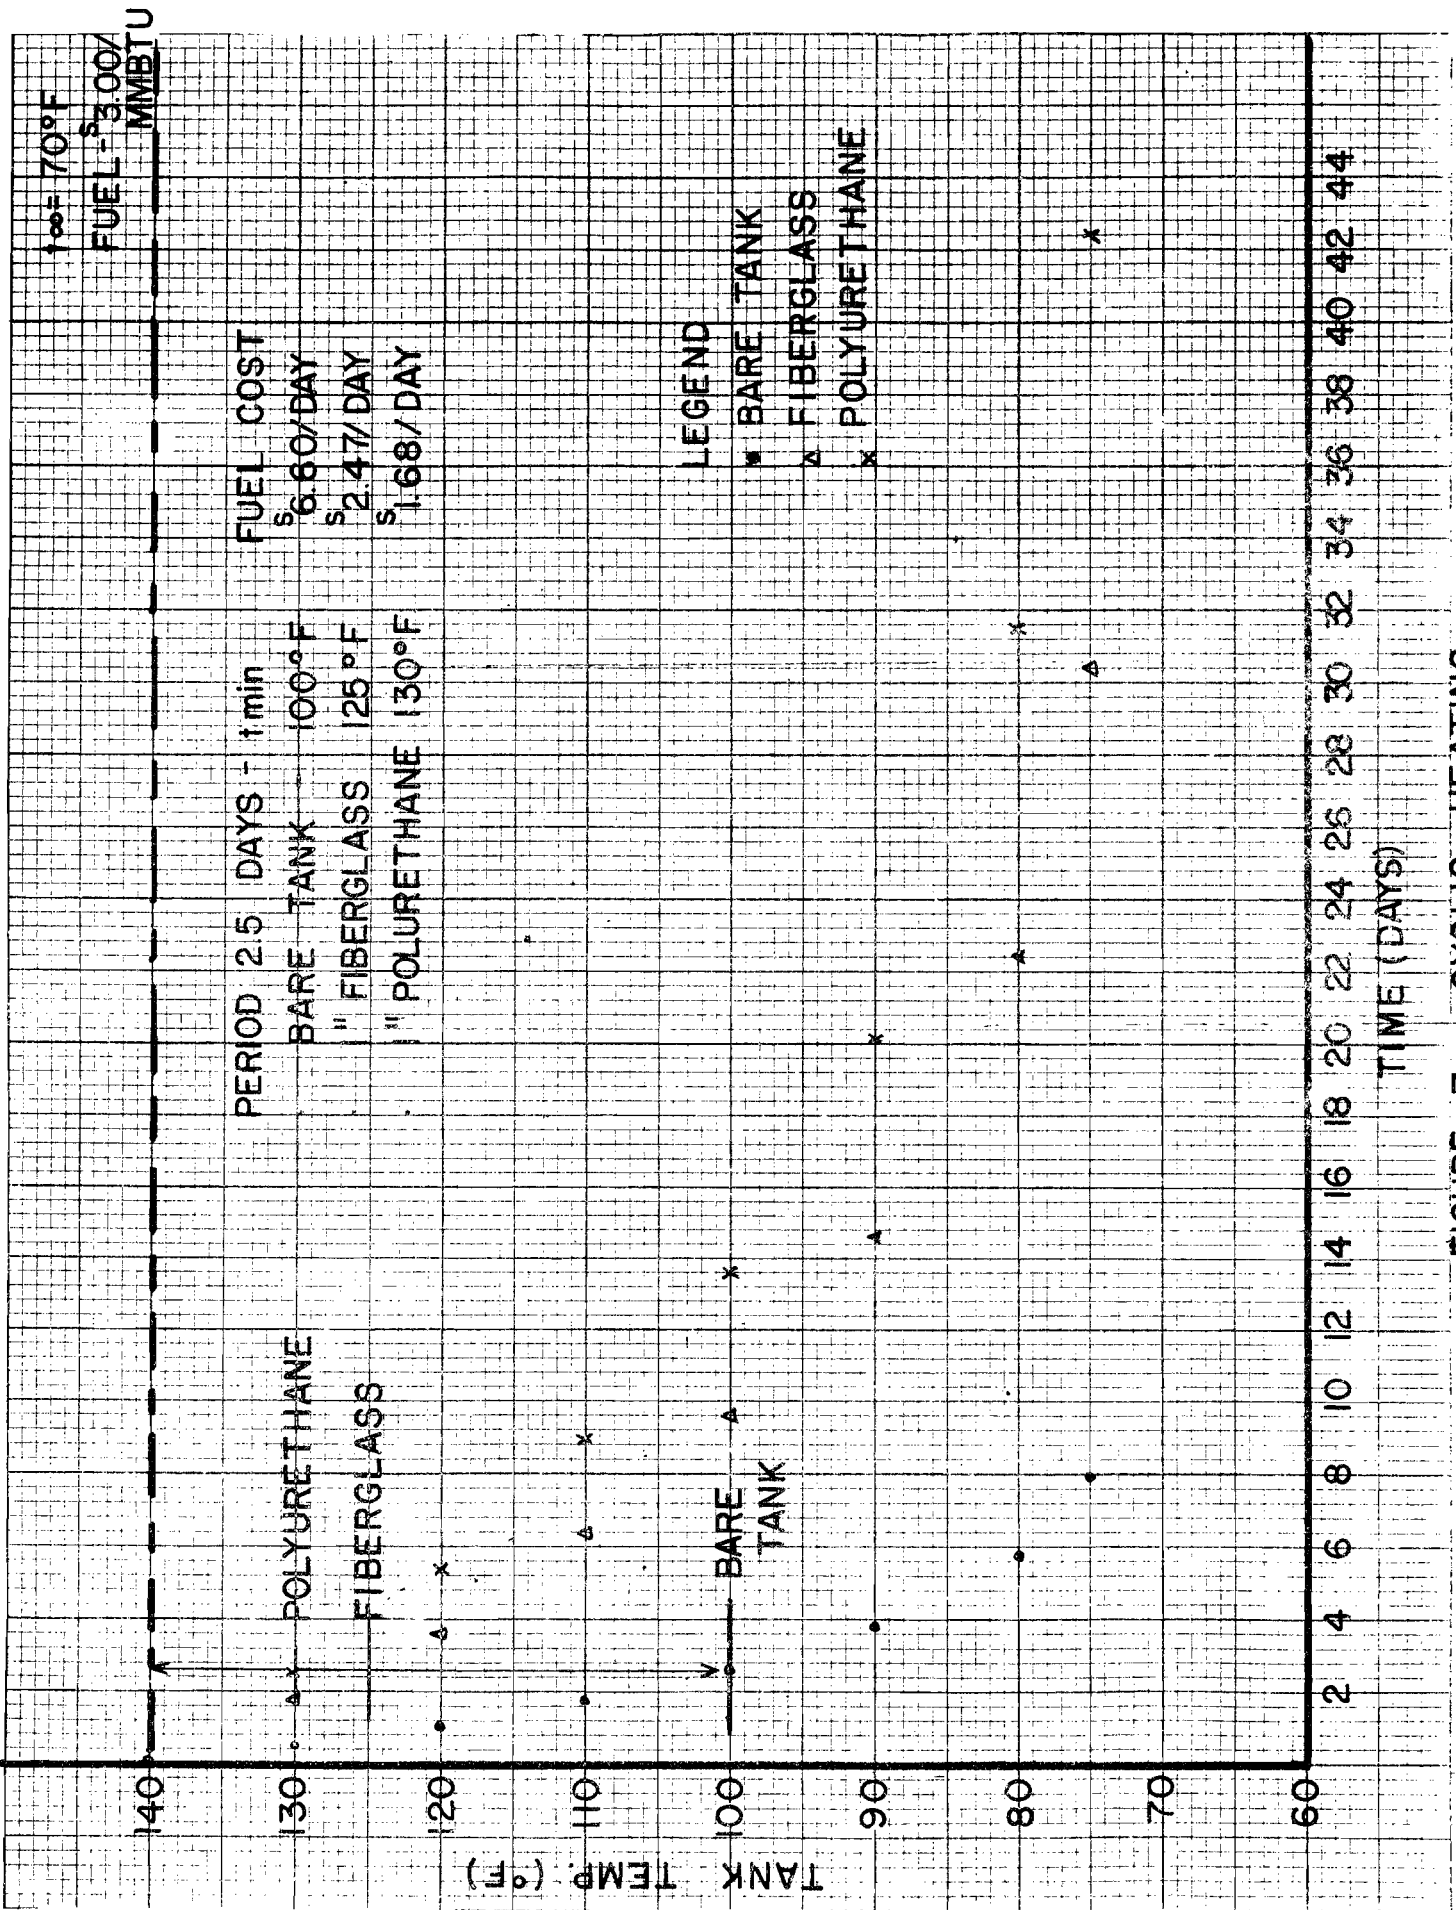 t∞ = 70°F
FUEL - $3.00/
MMBTU
PERIOD 2.5 DAYS - tmin FUEL COST
BARE TANK 100°F $6.80/DAY
1" FIBERGLASS 125°F $2.47/DAY
1" POLURETHANE 130°F $1.68/DAY
POLYURETHANE
FIBERGLASS
BARE
TANK
LEGEND
• BARE TANK
△ FIBERGLASS
x POLYURETHANE
TANK TEMP. (°F)
140
130
120
110
100
90
80
70
60
2 4 6 8 10 12 14 16 18 20 22 24 26 28 30 32 34 36 38 40 42 44
TIME (DAYS)